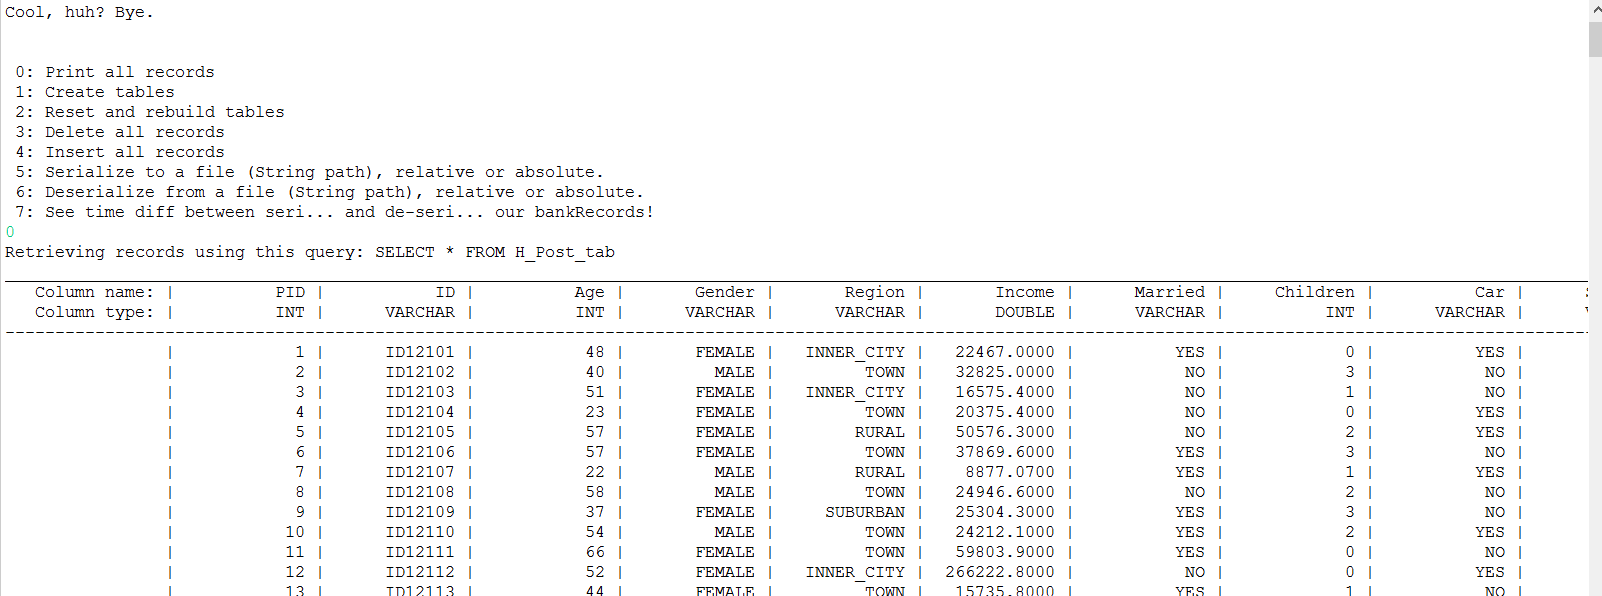 Cool, huh? Bye.
0: Print all records
1: Create tables
2: Reset and rebuild tables
3: Delete all records
4: Insert all records
5: Serialize to a file (String path), relative or absolute.
6: Deserialize from a file (String path), relative or absolute.
7: See time diff between seri... and de-seri... our bankRecords!
0
Retrieving records using this query: SELECT * FROM H_Post_tab
Column name: | PID | ID | Age | Gender | Region | Income | Married | Children | Car |
Column type: | INT | VARCHAR | INT | VARCHAR | VARCHAR | DOUBLE | VARCHAR | INT | VARCHAR |
| 1 | ID12101 | 48 | FEMALE | INNER_CITY | 22467.0000 | YES | 0 | YES |
| 2 | ID12102 | 40 | MALE | TOWN | 32825.0000 | NO | 3 | NO |
| 3 | ID12103 | 51 | FEMALE | INNER_CITY | 16575.4000 | NO | 1 | NO |
| 4 | ID12104 | 23 | FEMALE | TOWN | 20375.4000 | NO | 0 | YES |
| 5 | ID12105 | 57 | FEMALE | RURAL | 50576.3000 | NO | 2 | YES |
| 6 | ID12106 | 57 | FEMALE | TOWN | 37869.6000 | YES | 3 | NO |
| 7 | ID12107 | 22 | MALE | RURAL | 8877.0700 | YES | 1 | YES |
| 8 | ID12108 | 58 | MALE | TOWN | 24946.6000 | NO | 2 | NO |
| 9 | ID12109 | 37 | FEMALE | SUBURBAN | 25304.3000 | YES | 3 | NO |
| 10 | ID12110 | 54 | MALE | TOWN | 24212.1000 | YES | 2 | YES |
| 11 | ID12111 | 66 | FEMALE | TOWN | 59803.9000 | YES | 0 | NO |
| 12 | ID12112 | 52 | FEMALE | INNER_CITY | 266222.8000 | NO | 0 | YES |
| 13 | ID12113 | 44 | FEMALE | TOWN | 15735.8000 | YES | 1 | NO |